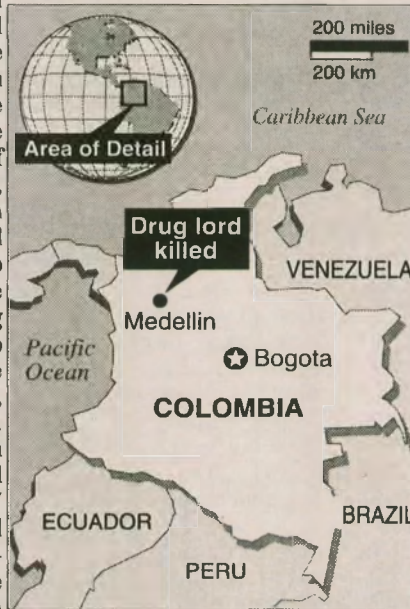 200 miles
200 km
Caribbean Sea
Area of Detail
Drug lord
killed
VENEZUELA
Medellin
Pacific
Ocean
Bogota
COLOMBIA
ECUADOR
BRAZIL
PERU